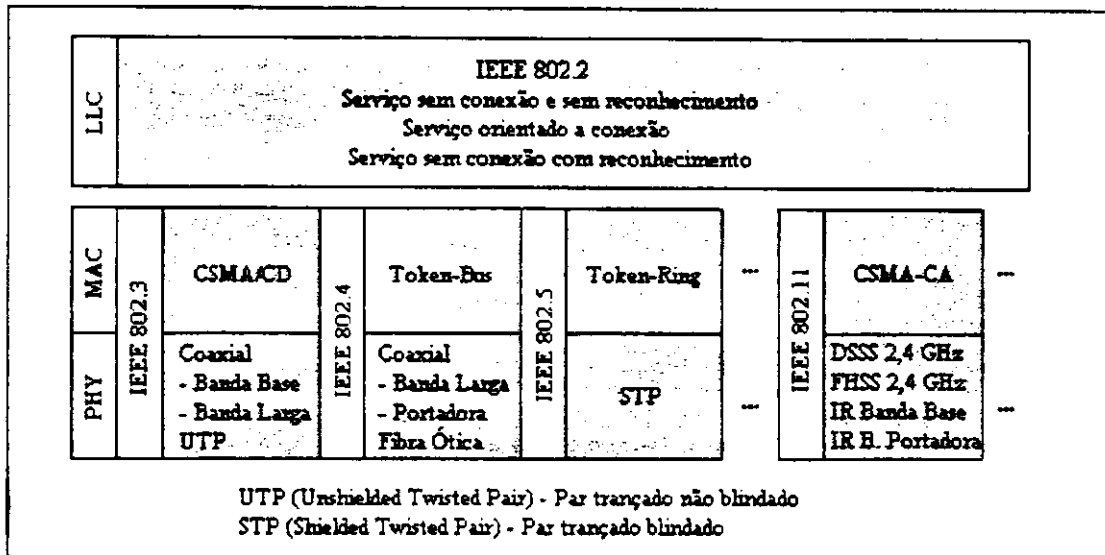 LLC
IEEE 802.2
Serviço sem conexão e sem reconhecimento
Serviço orientado a conexão
Serviço sem conexão com reconhecimento
MAC
PHY
IEEE 802.3
CSMA/CD
Coaxial
- Banda Base
- Banda Larga
UTP
IEEE 802.4
Token-Bus
Coaxial
- Banda Larga
- Portadora
Fibra Ótica
IEEE 802.5
Token-Ring
STP
...
...
IEEE 802.11
CSMA-CA
DSSS 2,4 GHz
FHSS 2,4 GHz
IR Banda Base
IR B. Portadora
...
...
UTP (Unshielded Twisted Pair) - Par trançado não blindado
STP (Shielded Twisted Pair) - Par trançado blindado